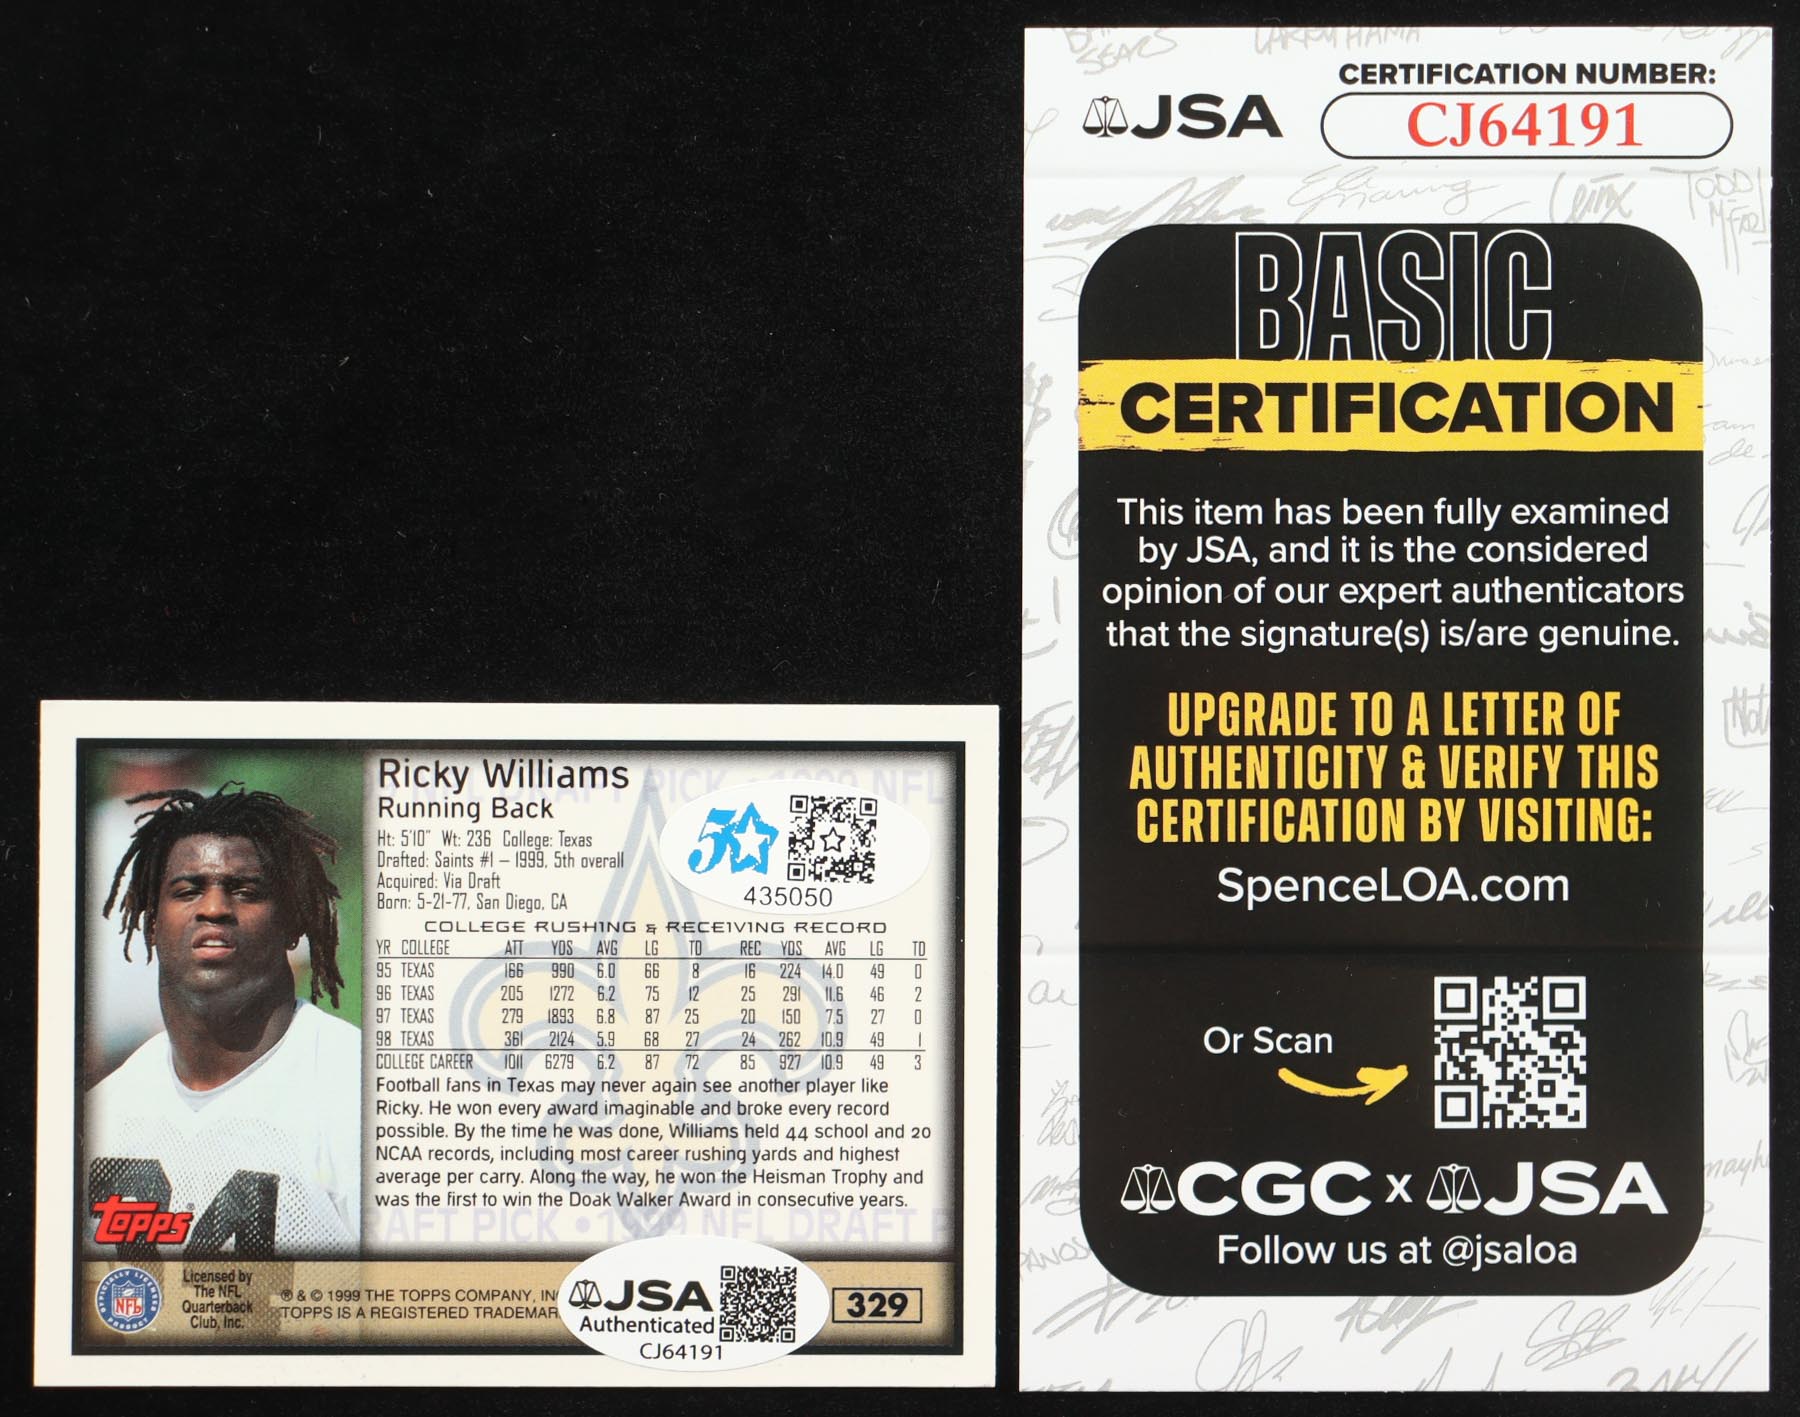 Ricky Williams
Running Back
Ht: 5'10" Wt: 236 College: Texas
Drafted: Saints #1 – 1999, 5th overall
Acquired: Via Draft
Born: 5-21-77, San Diego, CA
5
435050
COLLEGE RUSHING & RECEIVING RECORD
YR COLLEGE ATT YDS AVG LG TD REC YDS AVG LG TD
95 TEXAS 166 990 6.0 66 8 16 224 14.0 49 0
96 TEXAS 205 1272 6.2 75 12 25 291 11.6 46 2
97 TEXAS 279 1893 6.8 87 25 20 150 7.5 27 0
98 TEXAS 361 2124 5.9 68 27 24 262 10.9 49 1
COLLEGE CAREER 1011 6279 6.2 87 72 85 927 10.9 49 3
Football fans in Texas may never again see another player like
Ricky. He won every award imaginable and broke every record
possible. By the time he was done, Williams held 44 school and 20
NCAA records, including most career rushing yards and highest
average per carry. Along the way, he won the Heisman Trophy and
was the first to win the Doak Walker Award in consecutive years.
RAFT PICK • 1999 NFL DRAFT P
Topps®
34
OFFICIALLY LICENSED PRODUCT
NFL
Licensed by
The NFL
Quarterback
Club, Inc.
® & © 1999 THE TOPPS COMPANY, IN
TOPPS IS A REGISTERED TRADEMAR
JSA
Authenticated
CJ64191
329
JSA
CERTIFICATION NUMBER:
CJ64191
BASIC
CERTIFICATION
This item has been fully examined
by JSA, and it is the considered
opinion of our expert authenticators
that the signature(s) is/are genuine.
UPGRADE TO A LETTER OF
AUTHENTICITY & VERIFY THIS
CERTIFICATION BY VISITING:
SpenceLOA.com
Or Scan
CGC x JSA
Follow us at @jsaloa